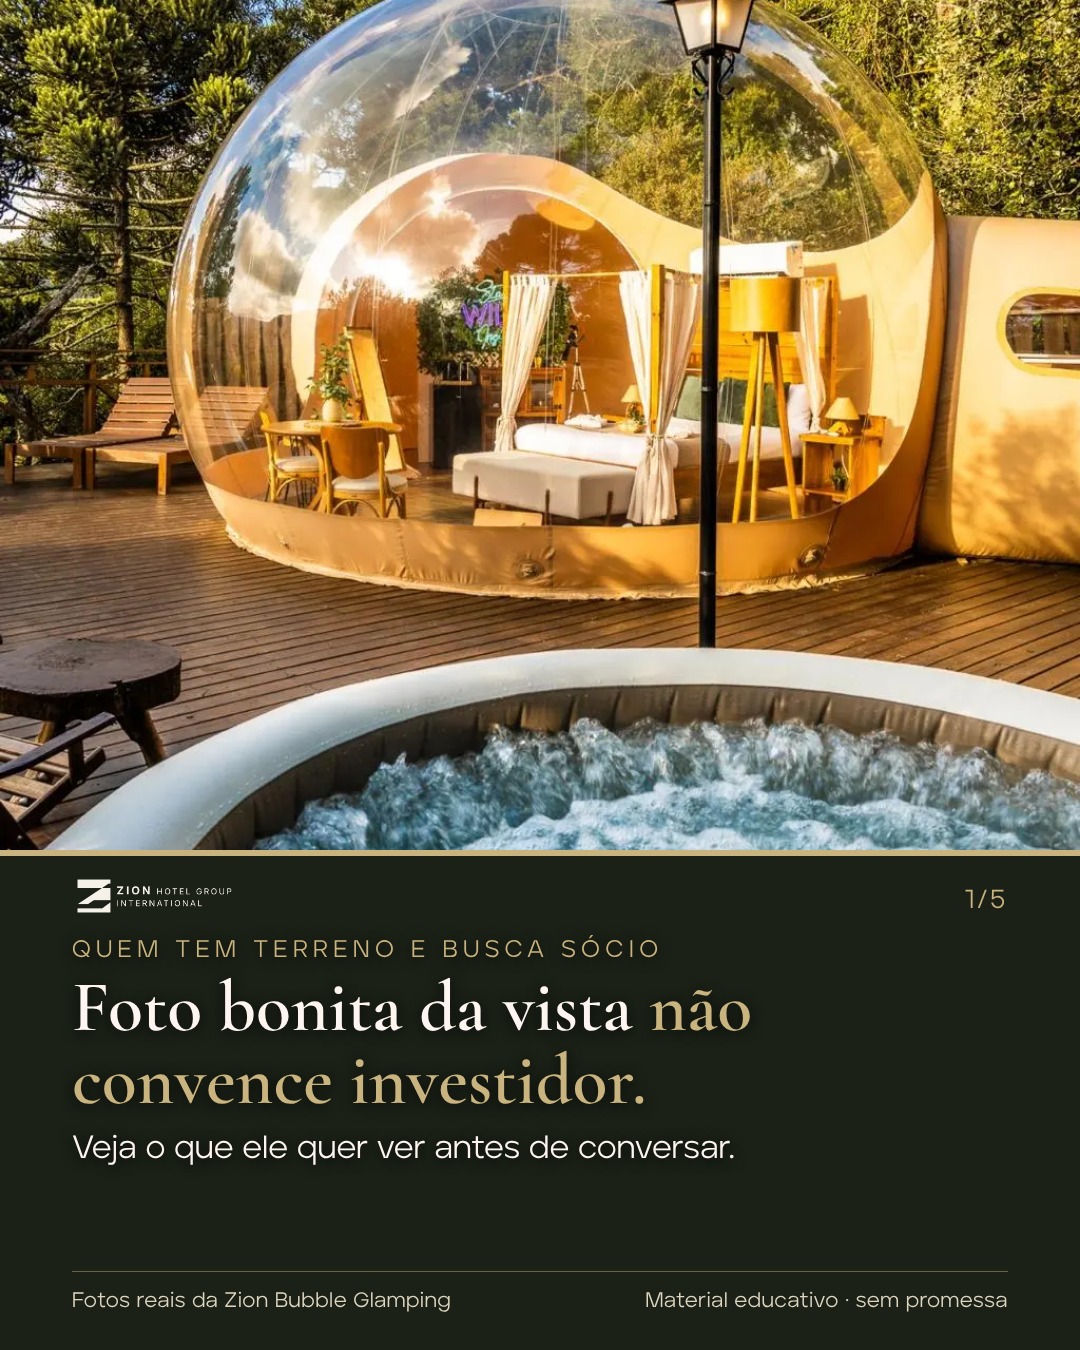 ZION HOTEL GROUP
INTERNATIONAL
1/5
QUEM TEM TERRENO E BUSCA SÓCIO
Foto bonita da vista não
convence investidor.
Veja o que ele quer ver antes de conversar.
Fotos reais da Zion Bubble Glamping
Material educativo · sem promessa